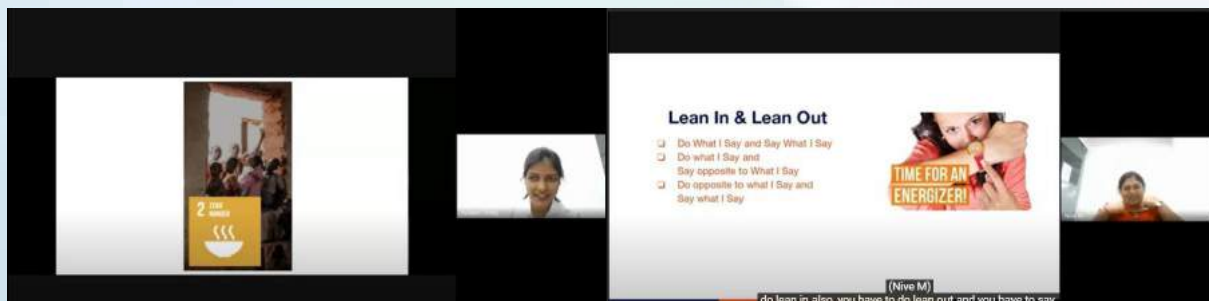 2 ZERO
HUNGER
Lean In & Lean Out
❑ Do What I Say and Say What I Say
❑ Do what I Say and
Say opposite to What I Say
❑ Do opposite to what I Say and
Say what I Say
TIME FOR AN
ENERGIZER!
(Nive M)
do lean in also, you have to do lean out and you have to say
Nive M